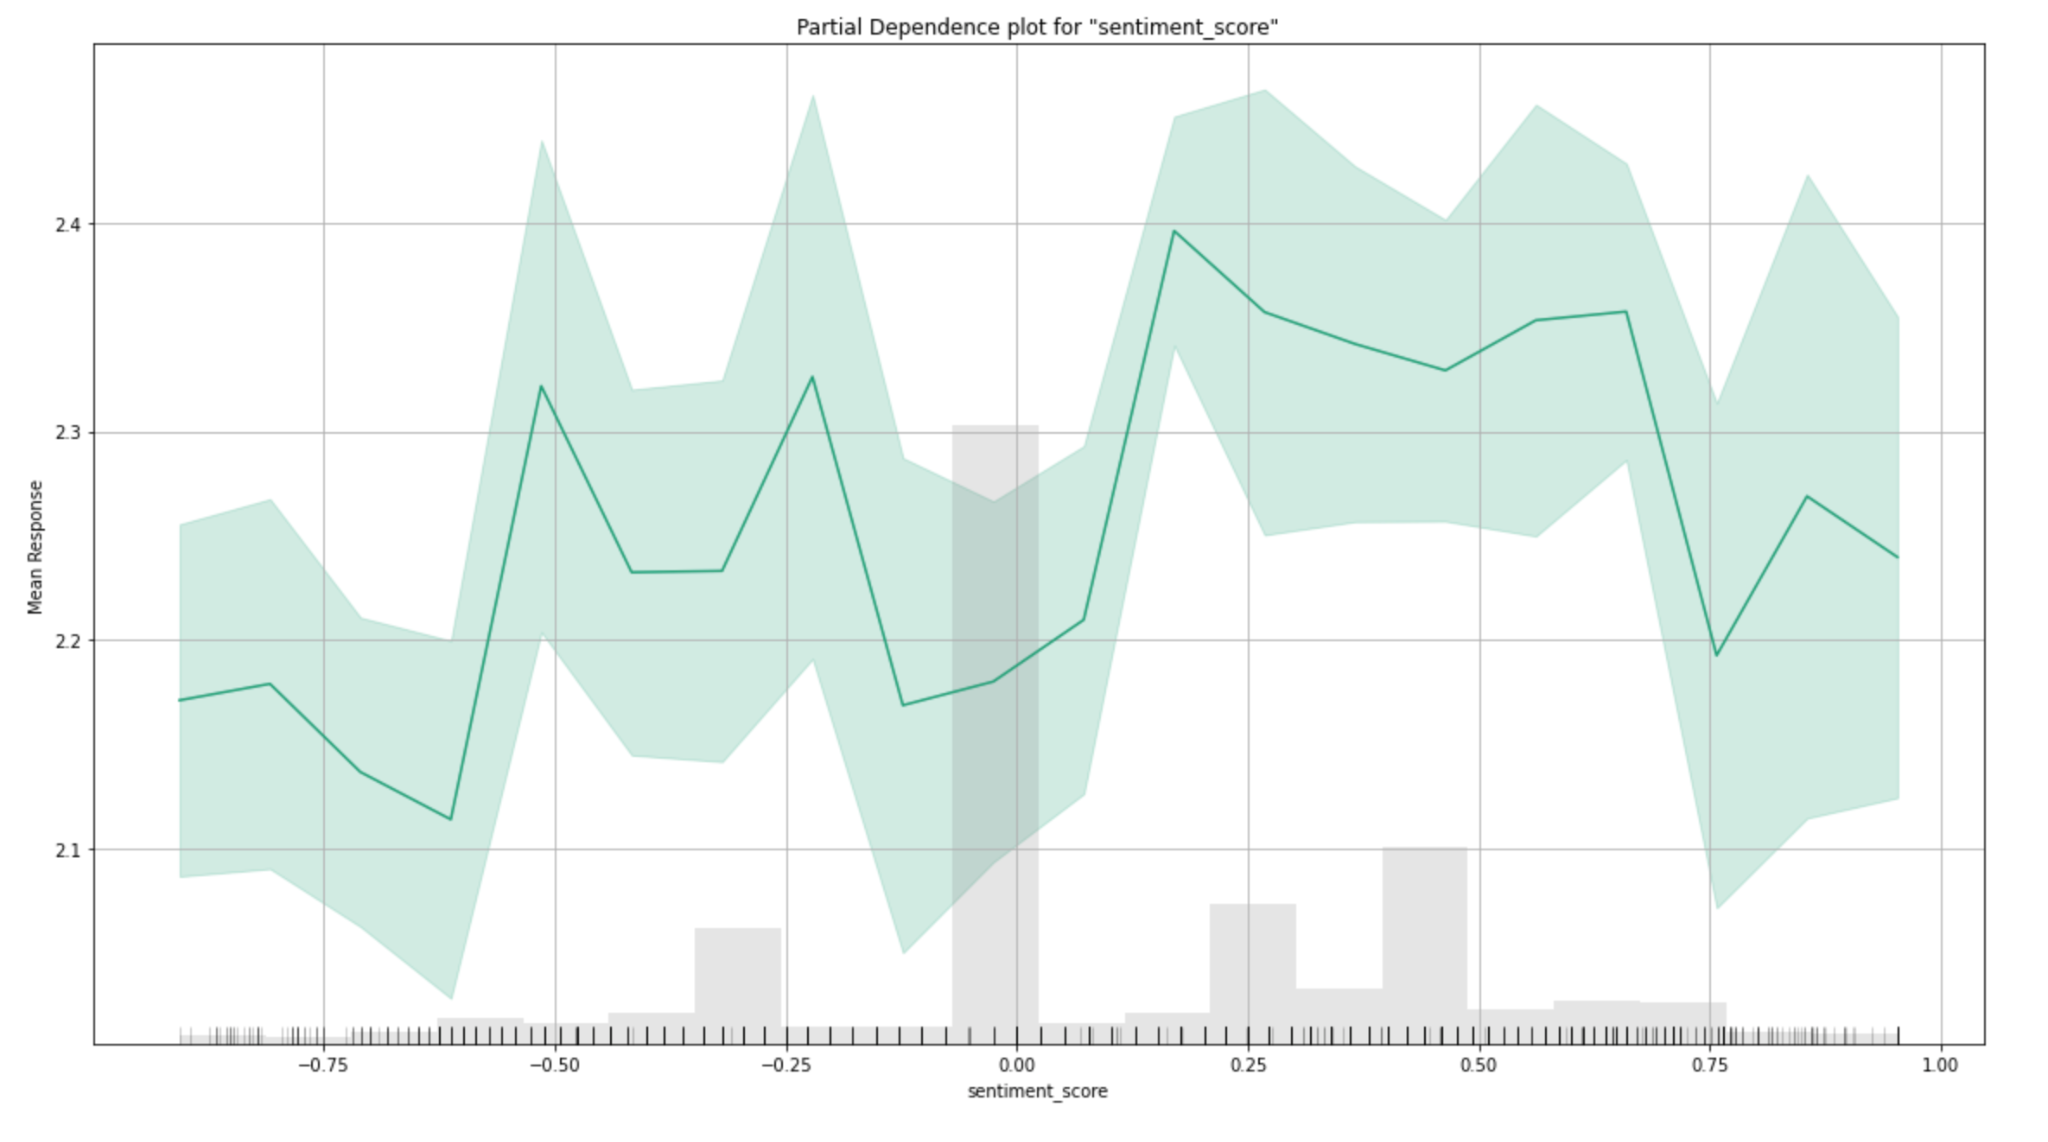 Partial Dependence plot for "sentiment_score"
2.4
2.3
2.2
2.1
Mean Response
−0.75 −0.50 −0.25 0.00 0.25 0.50 0.75 1.00
sentiment_score